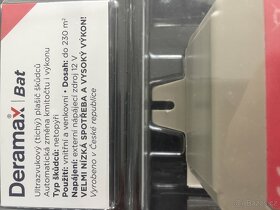 Deramax® Bat
Ultrazvukový (tichý) plašič škůdců
Automatická změna kmitočtu i výkonu
Typ škůdců: netopýři
Použití: vnitřní a venkovní • Dosah: do 230 m²
Napájení: externí napájecí zdroj 12 V
VELMI NÍZKÁ SPOTŘEBA A VYSOKÝ VÝKON!
Vyrobeno v České republice